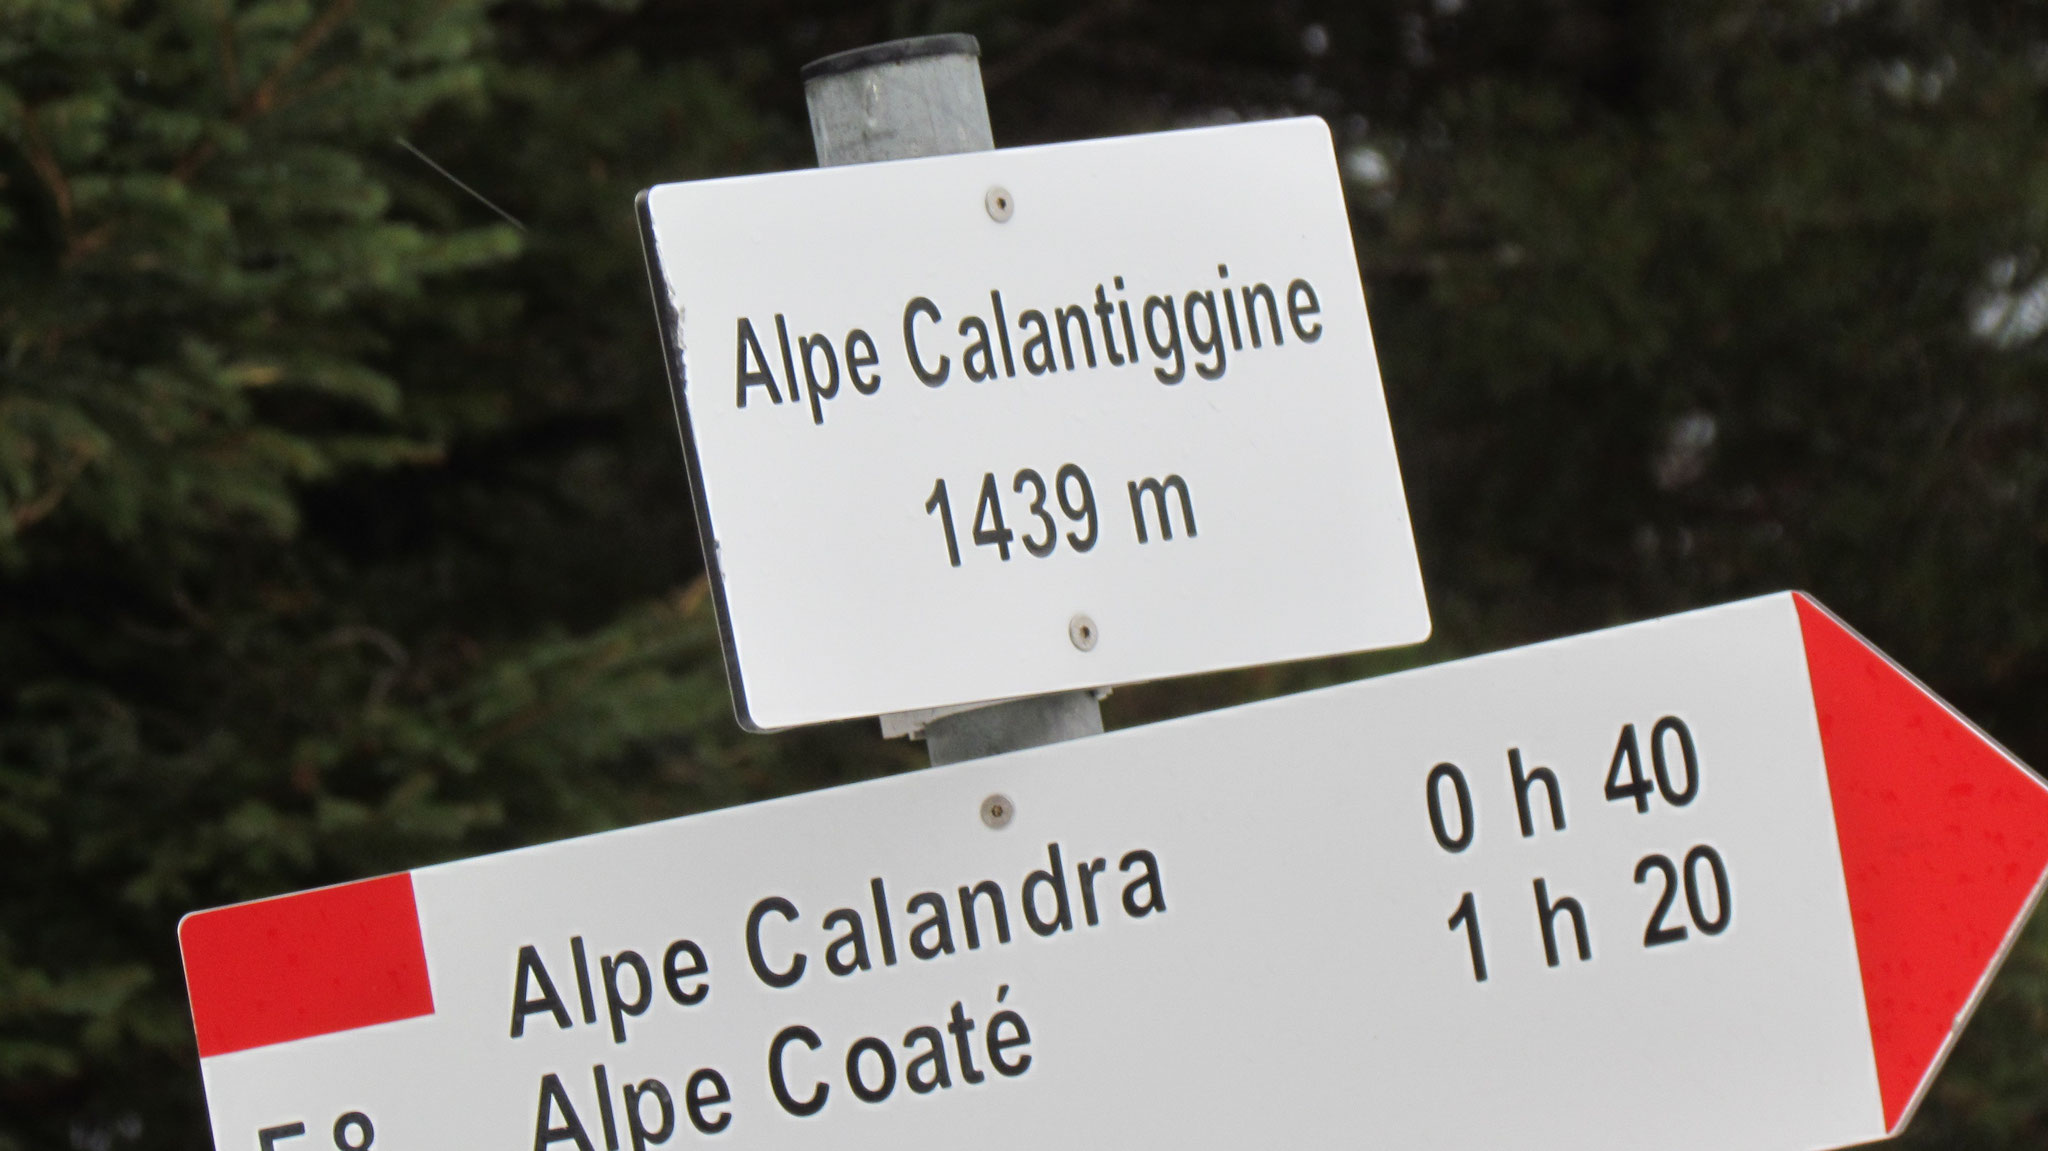 Alpe Calantiggine
1439 m
Alpe Calandra 0 h 40
Alpe Coaté 1 h 20